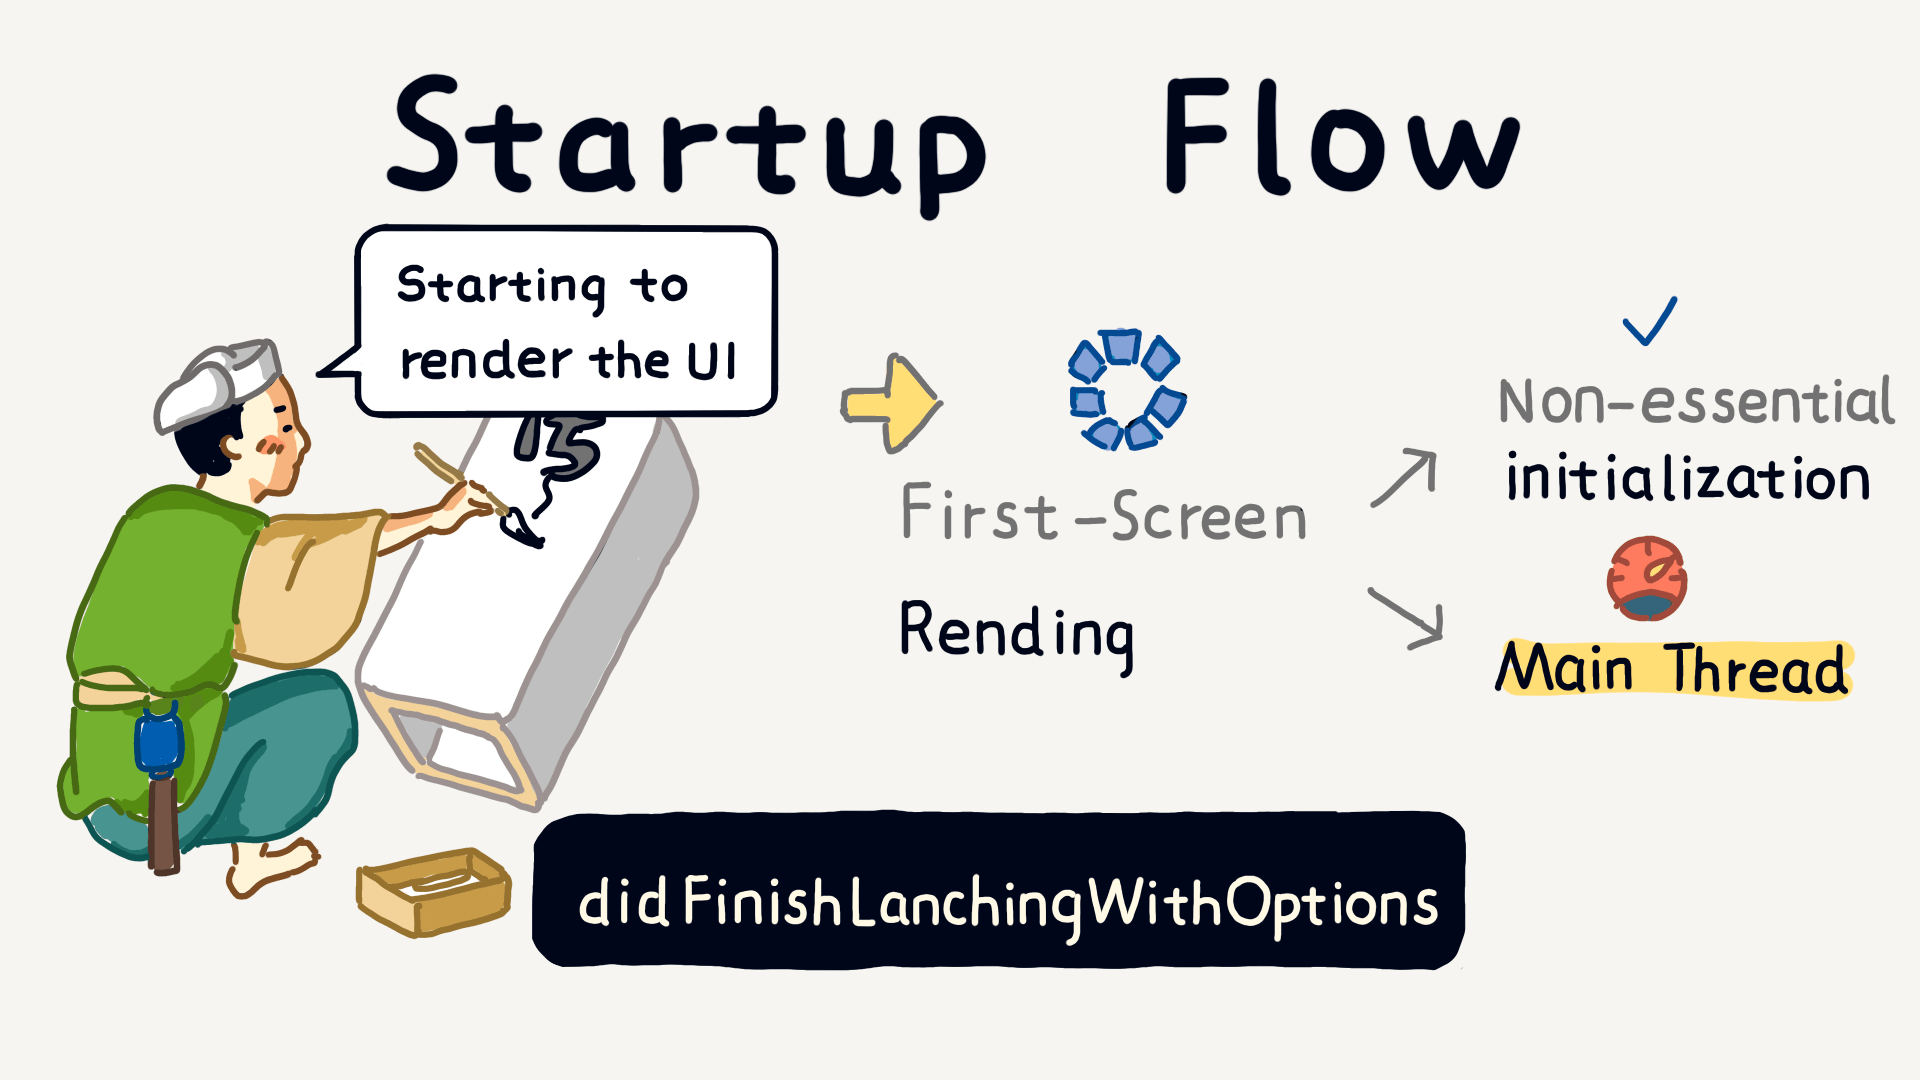 Startup Flow
Starting to
render the UI
First-Screen
Rending
Non-essential
initialization
Main Thread
didFinishLanchingWithOptions